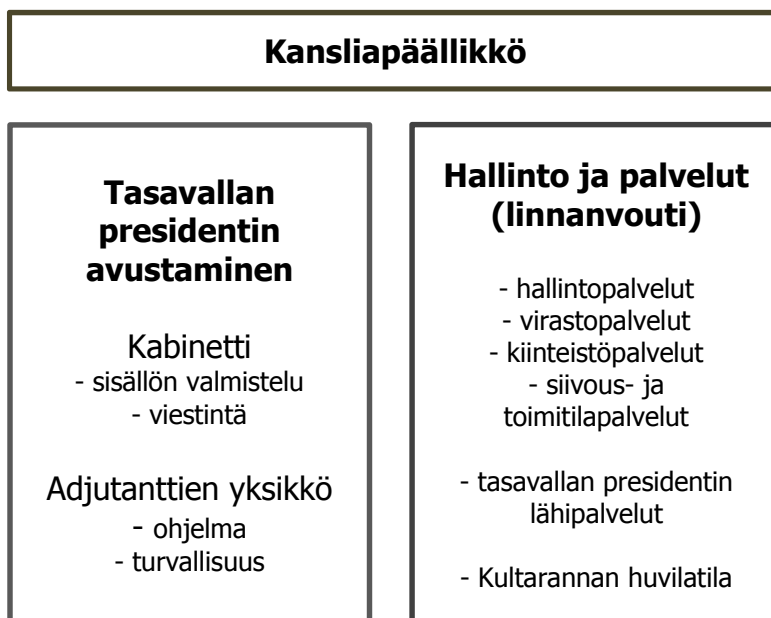 Kansliapäällikkö
Tasavallan
presidentin
avustaminen
Kabinetti
- sisällön valmistelu
- viestintä
Adjutanttien yksikkö
- ohjelma
- turvallisuus
Hallinto ja palvelut
(linnanvouti)
- hallintopalvelut
- virastopalvelut
- kiinteistöpalvelut
- siivous- ja
toimitilapalvelut
- tasavallan presidentin
lähipalvelut
- Kultarannan huvilatila